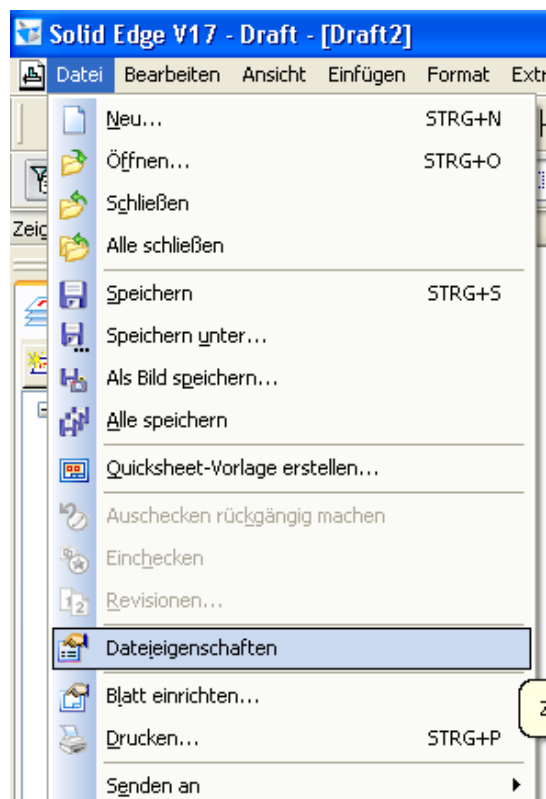 Solid Edge V17 - Draft - [Draft2]
Datei Bearbeiten Ansicht Einfügen Format
Neu... STRG+N
Öffnen... STRG+O
Schließen
Alle schließen
Speichern STRG+S
Speichern unter...
Als Bild speichern...
Alle speichern
Quicksheet-Vorlage erstellen...
Auschecken rückgängig machen
Einchecken
Revisionen...
Dateieigenschaften
Blatt einrichten...
Drucken... STRG+P
Senden an